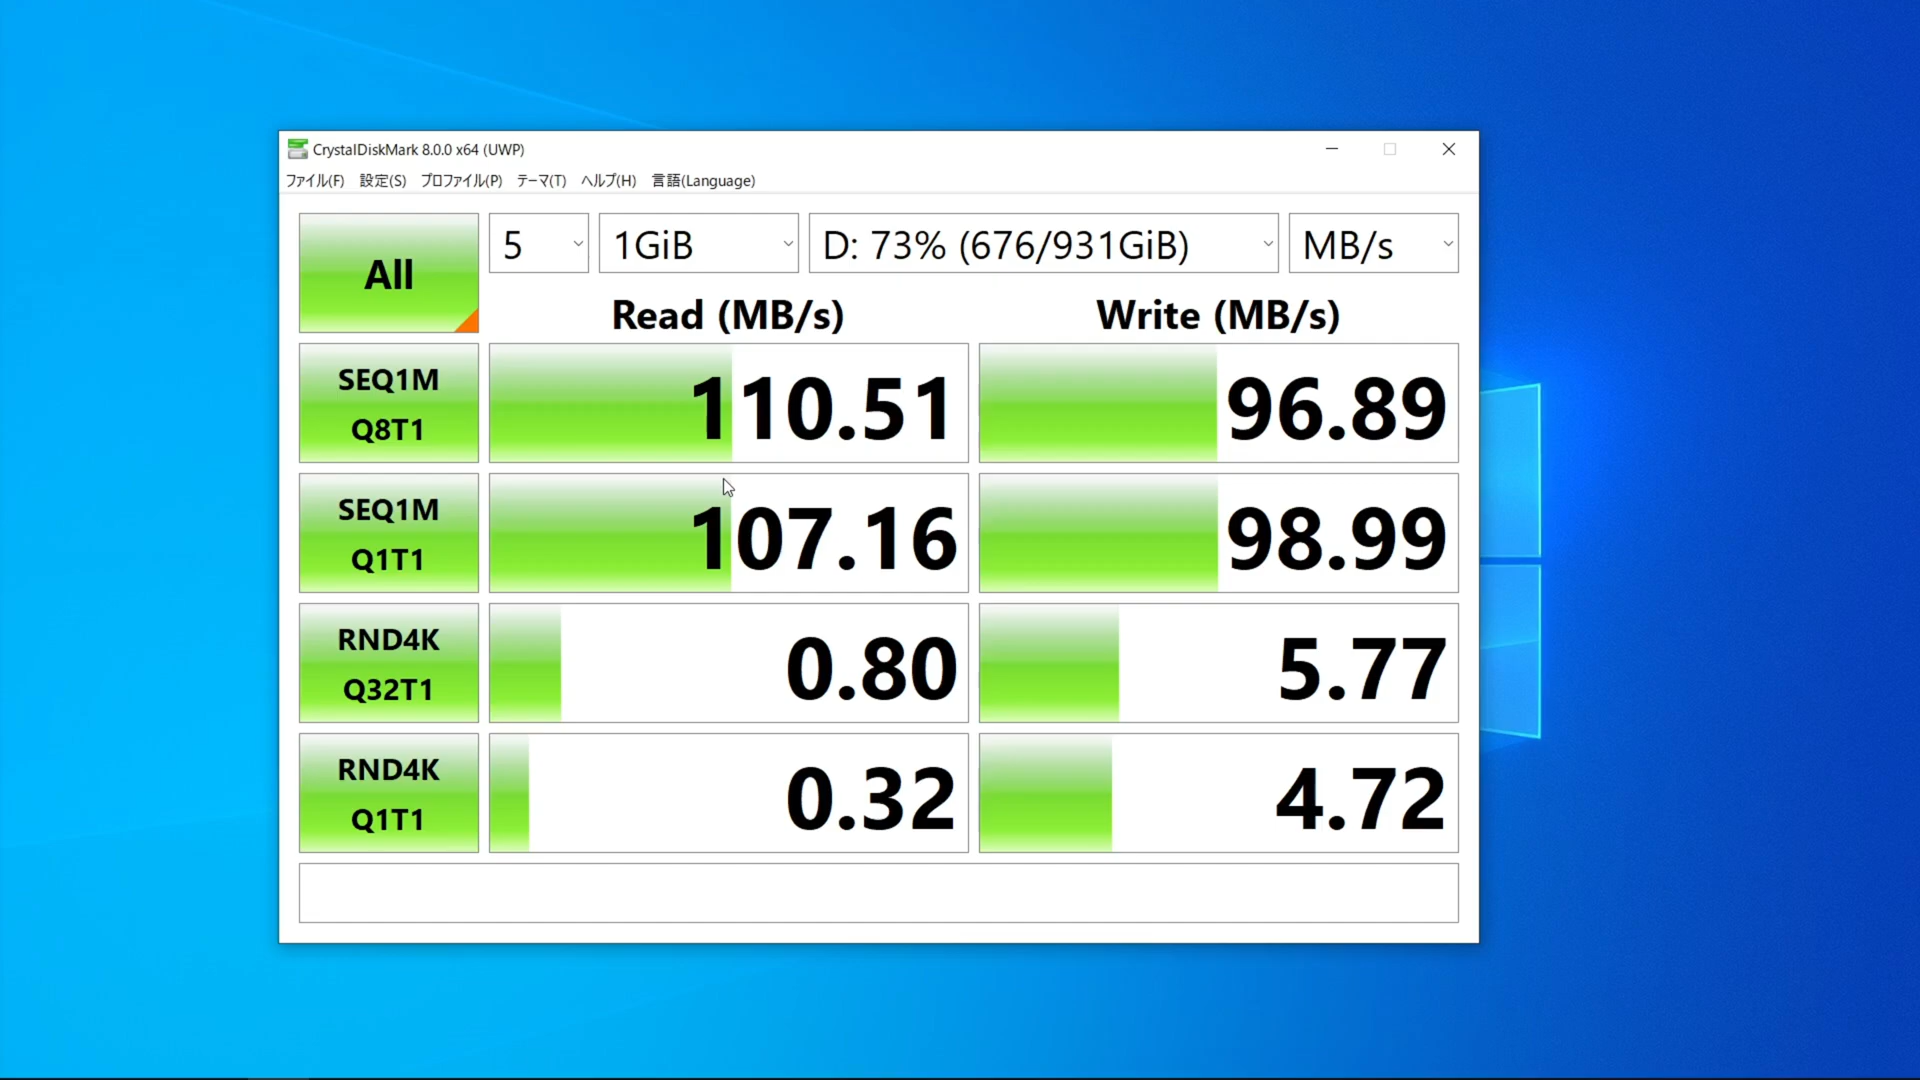 CrystalDiskMark 8.0.0 x64 (UWP)
ファイル(F) 設定(S) プロファイル(P) テーマ(T) ヘルプ(H) 言語(Language)
All 5 1GiB D: 73% (676/931GiB) MB/s
Read (MB/s) Write (MB/s)
SEQ1M
Q8T1
110.51 96.89
SEQ1M
Q1T1
107.16 98.99
RND4K
Q32T1
0.80 5.77
RND4K
Q1T1
0.32 4.72